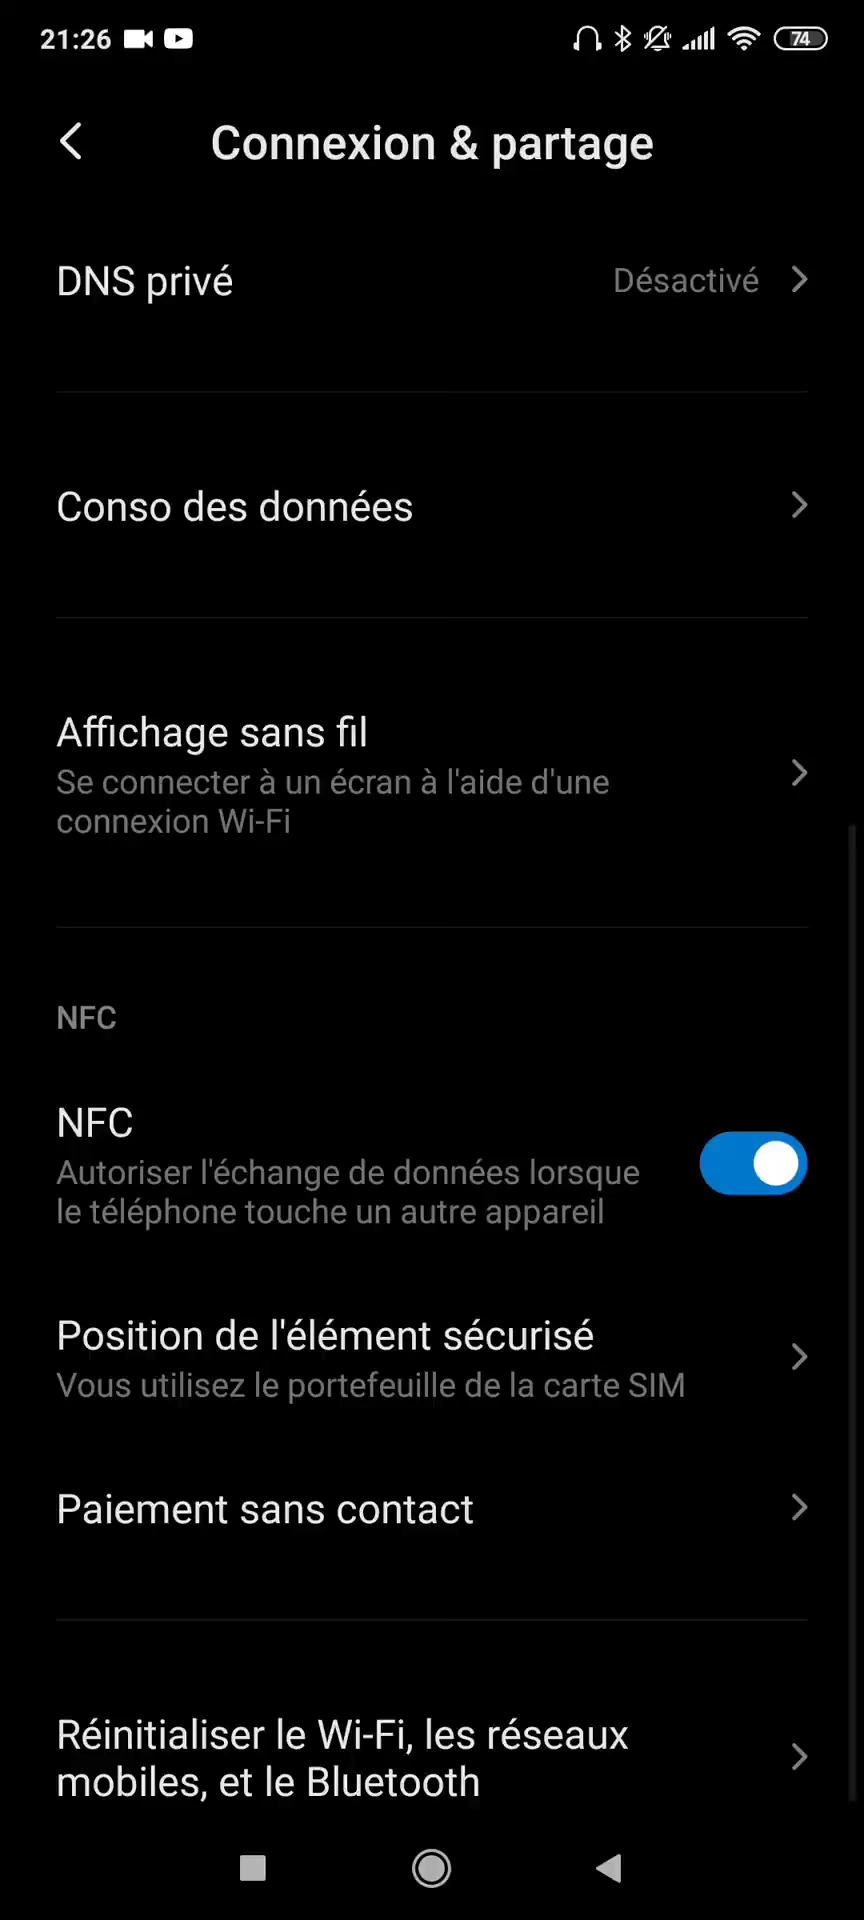 21:26
74
Connexion & partage
DNS privé
Désactivé
Conso des données
Affichage sans fil
Se connecter à un écran à l'aide d'une
connexion Wi-Fi
NFC
NFC
Autoriser l'échange de données lorsque
le téléphone touche un autre appareil
Position de l'élément sécurisé
Vous utilisez le portefeuille de la carte SIM
Paiement sans contact
Réinitialiser le Wi-Fi, les réseaux
mobiles, et le Bluetooth